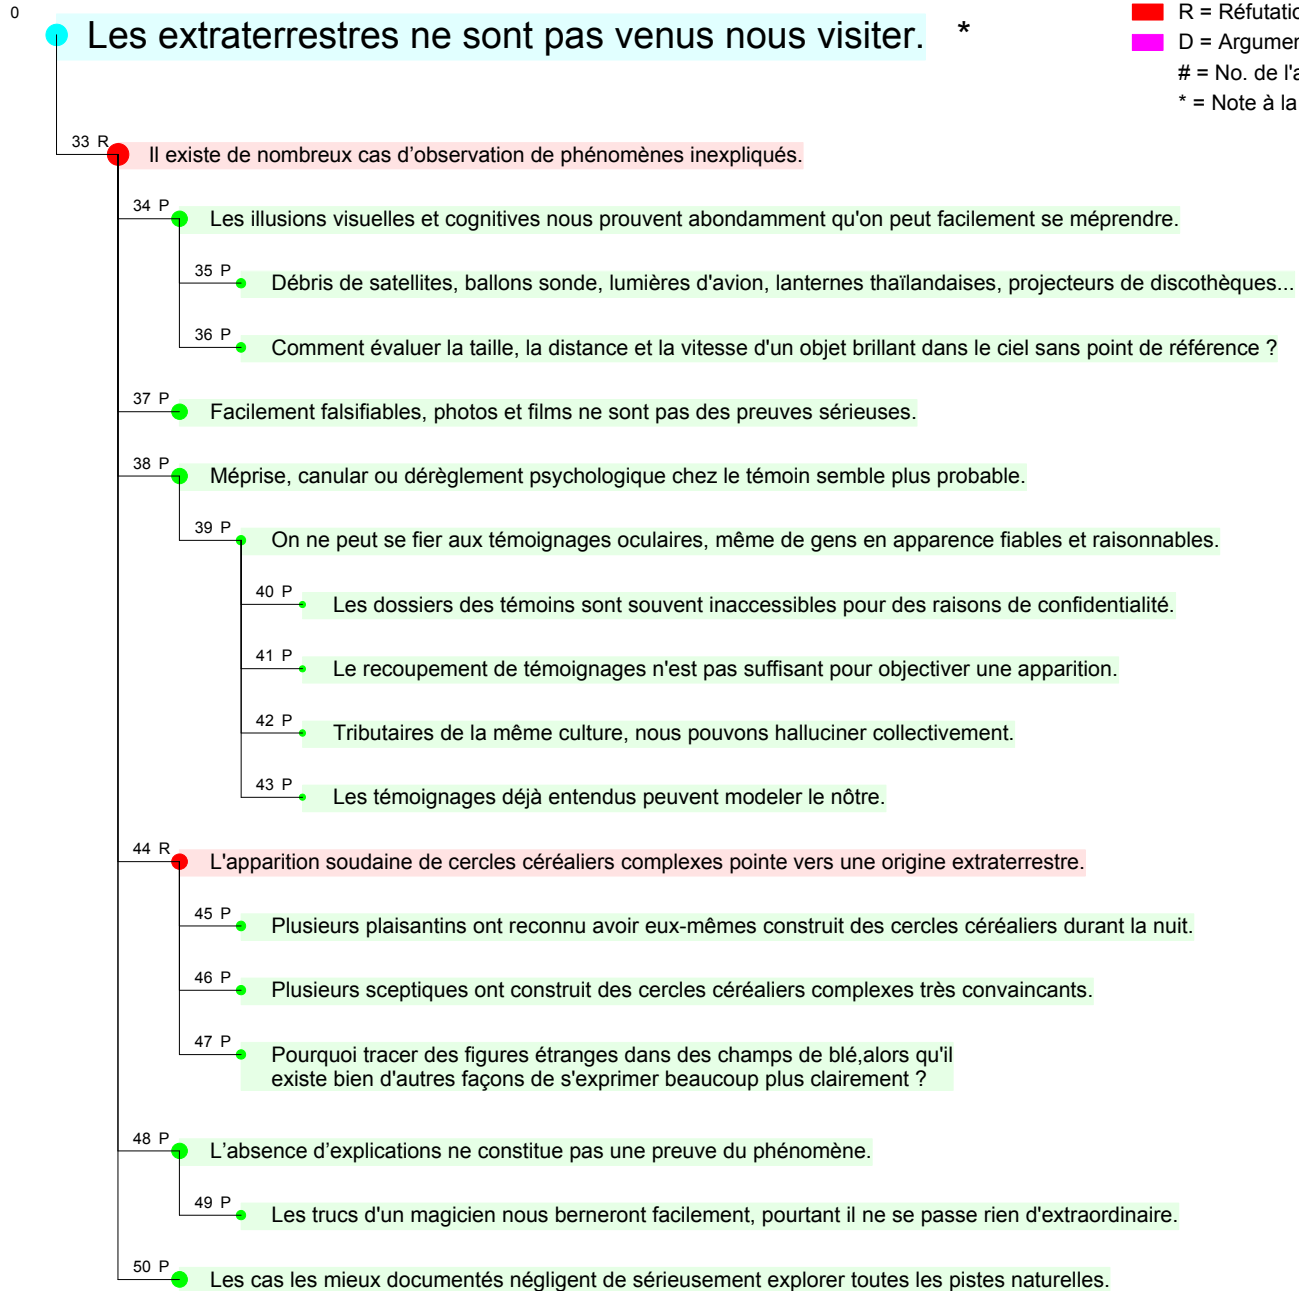 0
Les extraterrestres ne sont pas venus nous visiter. *
R =
D =
# = No. de
* = Note à la
33 R
Il existe de nombreux cas d’observation de phénomènes inexpliqués.
34 P
Les illusions visuelles et cognitives nous prouvent abondamment qu'on peut facilement se méprendre.
35 P
Débris de satellites, ballons sonde, lumières d'avion, lanternes thaïlandaises, projecteurs de discothèques...
36 P
Comment évaluer la taille, la distance et la vitesse d'un objet brillant dans le ciel sans point de référence ?
37 P
Facilement falsifiables, photos et films ne sont pas des preuves sérieuses.
38 P
Méprise, canular ou dérèglement psychologique chez le témoin semble plus probable.
39 P
On ne peut se fier aux témoignages oculaires, même de gens en apparence fiables et raisonnables.
40 P
Les dossiers des témoins sont souvent inaccessibles pour des raisons de confidentialité.
41 P
Le recoupement de témoignages n'est pas suffisant pour objectiver une apparition.
42 P
Tributaires de la même culture, nous pouvons halluciner collectivement.
43 P
Les témoignages déjà entendus peuvent modeler le nôtre.
44 R
L'apparition soudaine de cercles céréaliers complexes pointe vers une origine extraterrestre.
45 P
Plusieurs plaisantins ont reconnu avoir eux-mêmes construit des cercles céréaliers durant la nuit.
46 P
Plusieurs sceptiques ont construit des cercles céréaliers complexes très convaincants.
47 P
Pourquoi tracer des figures étranges dans des champs de blé,alors qu'il
existe bien d'autres façons de s'exprimer beaucoup plus clairement ?
48 P
L’absence d’explications ne constitue pas une preuve du phénomène.
49 P
Les trucs d'un magicien nous berneront facilement, pourtant il ne se passe rien d'extraordinaire.
50 P
Les cas les mieux documentés négligent de sérieusement explorer toutes les pistes naturelles.